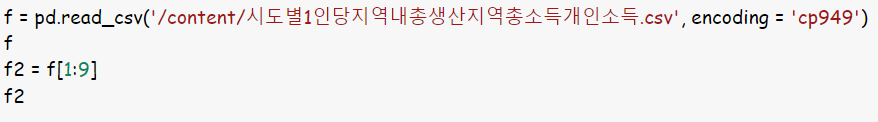 f = pd.read_csv('/content/시도별1인당지역내총생산지역총소득개인소득.csv', encoding = 'cp949')
f
f2 = f[1:9]
f2